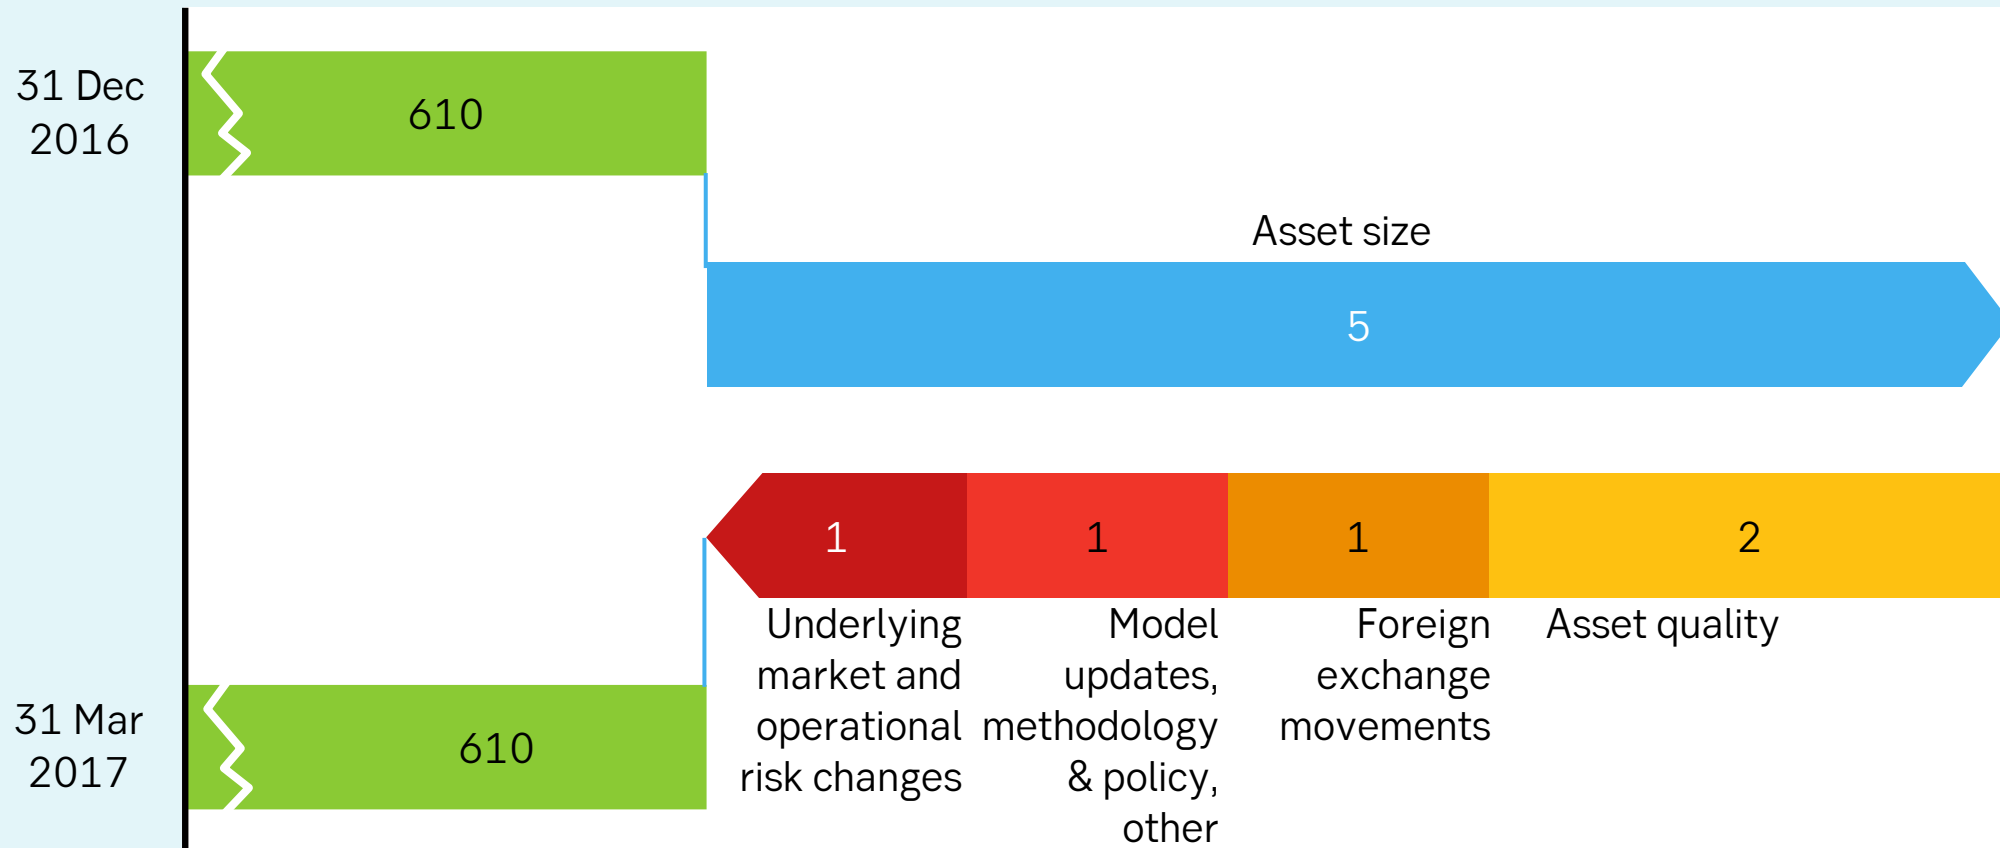 31 Dec
2016
610
Asset size
5
1
1
1
2
Underlying
market and
operational
risk changes
Model
updates,
methodology
& policy,
other
Foreign
exchange
movements
Asset quality
31 Mar
2017
610